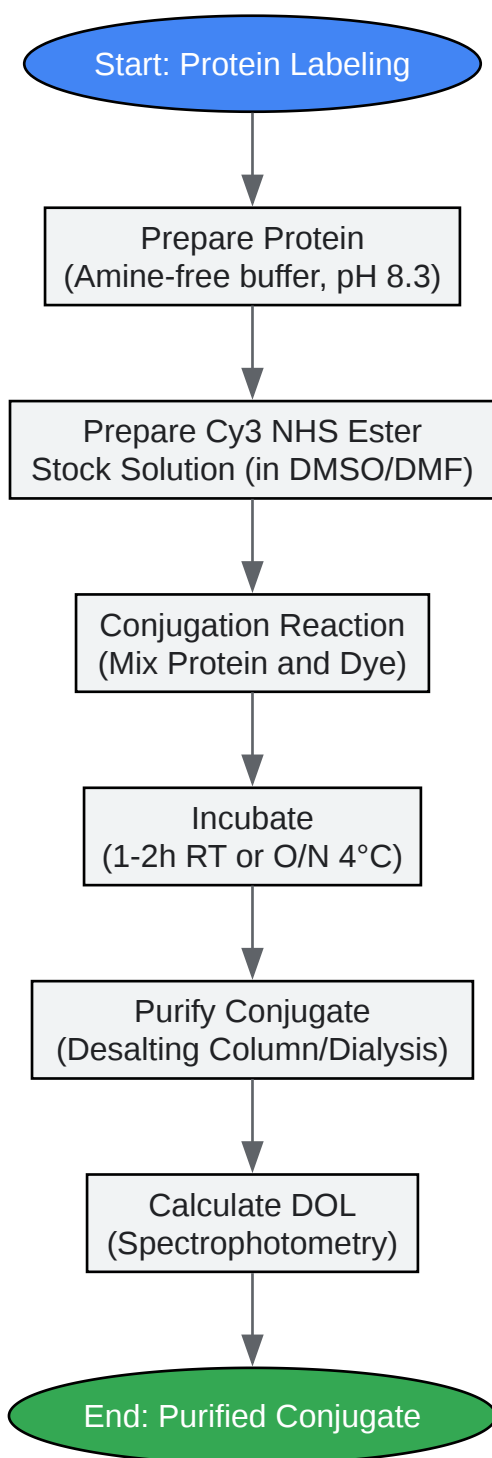 Start: Protein Labeling
Prepare Protein
(Amine-free buffer, pH 8.3)
Prepare Cy3 NHS Ester
Stock Solution (in DMSO/DMF)
Conjugation Reaction
(Mix Protein and Dye)
Incubate
(1-2h RT or O/N 4°C)
Purify Conjugate
(Desalting Column/Dialysis)
Calculate DOL
(Spectrophotometry)
End: Purified Conjugate